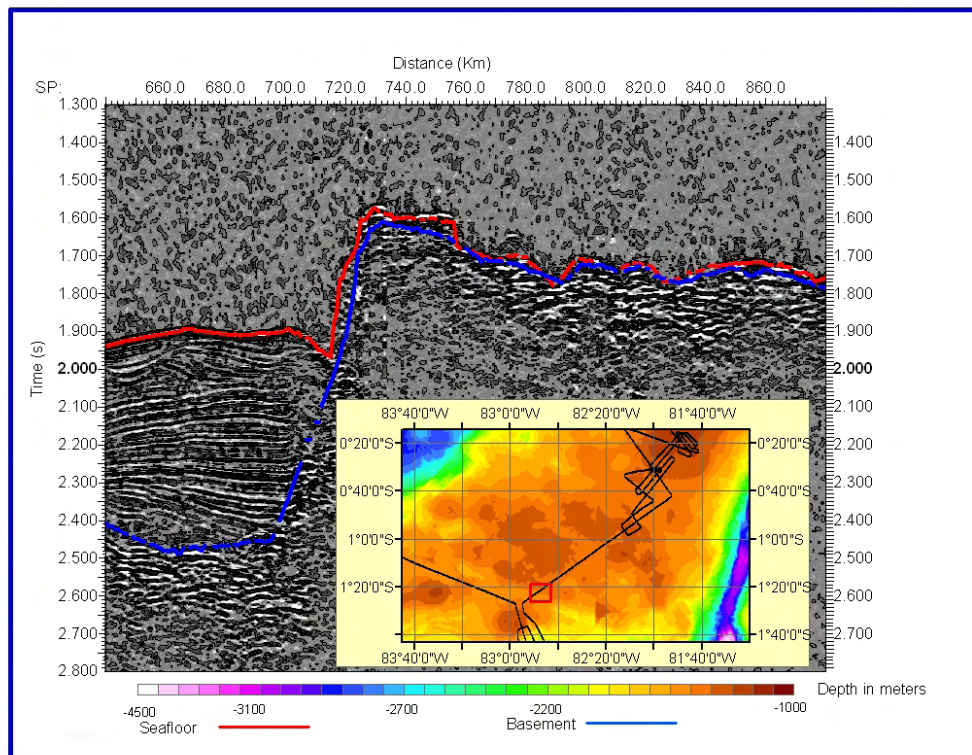 Distance (Km)
SP: 660.0 680.0 700.0 720.0 740.0 760.0 780.0 800.0 820.0 840.0 860.0
1.300
1.400 1.400
1.500 1.500
1.600 1.600
1.700 1.700
1.800 1.800
1.900 1.900
2.000 2.000
2.100 2.100
2.200 2.200
2.300 2.300
2.400 2.400
2.500 2.500
2.600 2.600
2.700 2.700
2.800
Time (s)
83°40'0"W 83°0'0"W 82°20'0"W 81°40'0"W
0°20'0"S 0°20'0"S
0°40'0"S 0°40'0"S
1°0'0"S 1°0'0"S
1°20'0"S 1°20'0"S
1°40'0"S 1°40'0"S
83°40'0"W 83°0'0"W 82°20'0"W 81°40'0"W
Depth in meters
-4500 -3100 -2700 -2200 -1000
Seafloor Basement